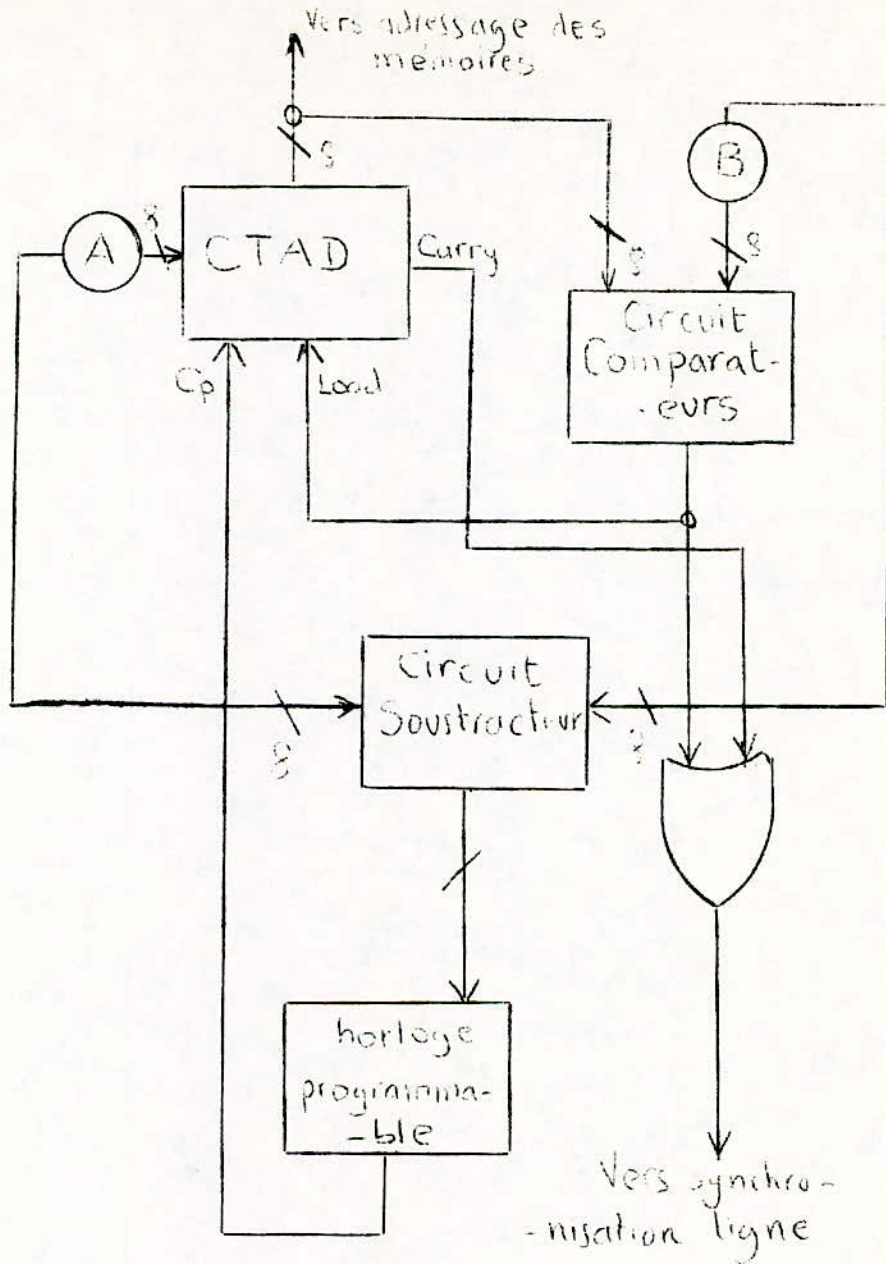 Vers adressage des
mémoires
8
A
8
CTAD
Carry
Cp
Load
8
B
8
Circuit
Comparat-
-eurs
Circuit
Soustracteur
8
8
horloge
programma-
-ble
Vers synchro-
-nisation ligne